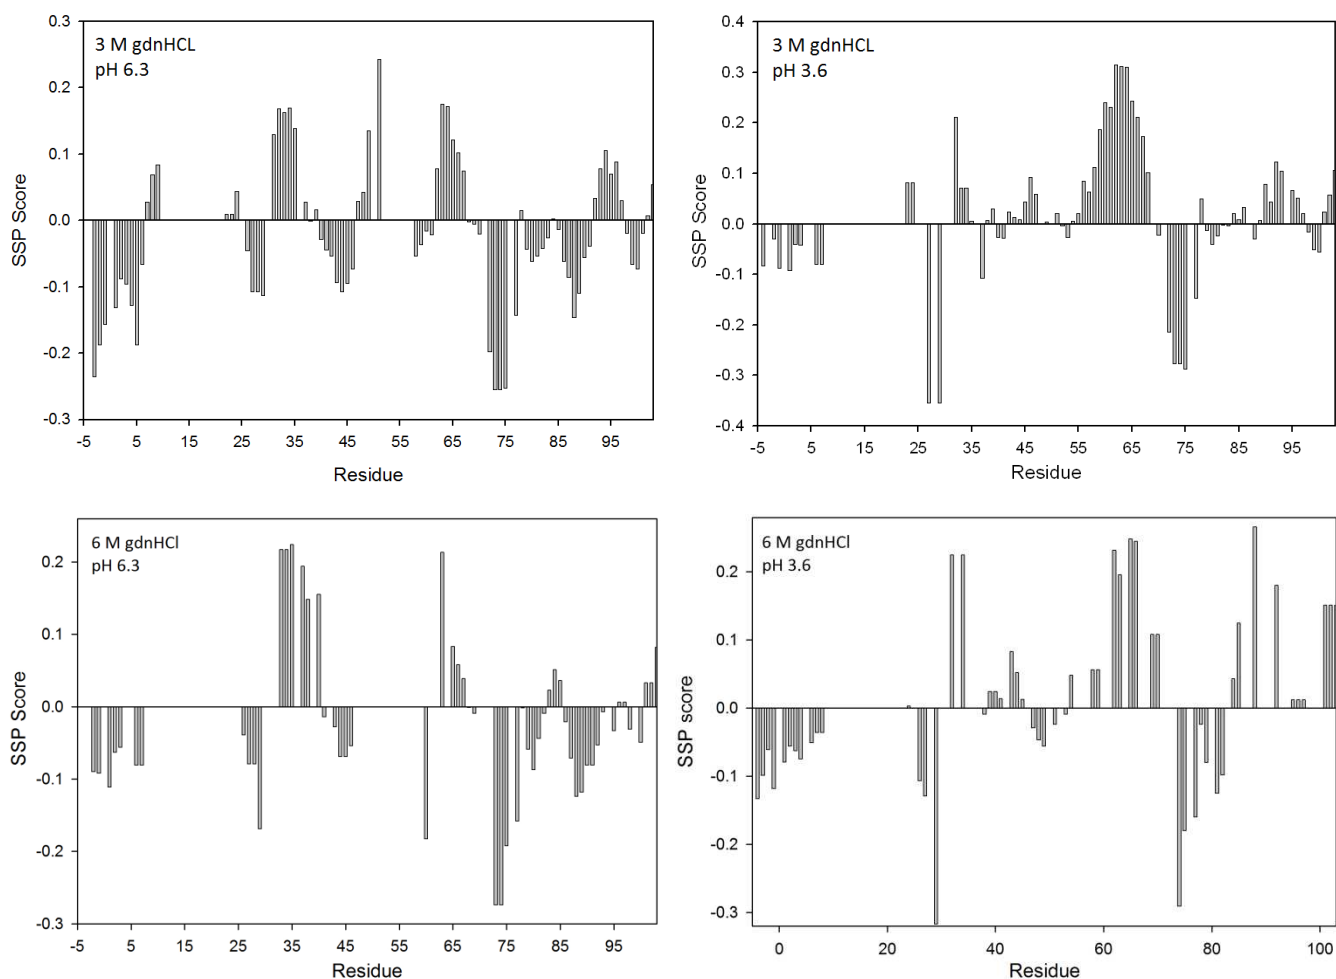 3 M gdnHCL
pH 6.3
SSP Score
0.3
0.2
0.1
0.0
-0.1
-0.2
-0.3
-5 5 15 25 35 45 55 65 75 85 95
Residue
3 M gdnHCL
pH 3.6
SSP Score
0.4
0.3
0.2
0.1
0.0
-0.1
-0.2
-0.3
-0.4
-5 5 15 25 35 45 55 65 75 85 95
Residue
6 M gdnHCl
pH 6.3
SSP Score
0.2
0.1
0.0
-0.1
-0.2
-0.3
-5 5 15 25 35 45 55 65 75 85 95
Residue
6 M gdnHCl
pH 3.6
SSP score
0.2
0.1
0.0
-0.1
-0.2
-0.3
0 20 40 60 80 100
Residue